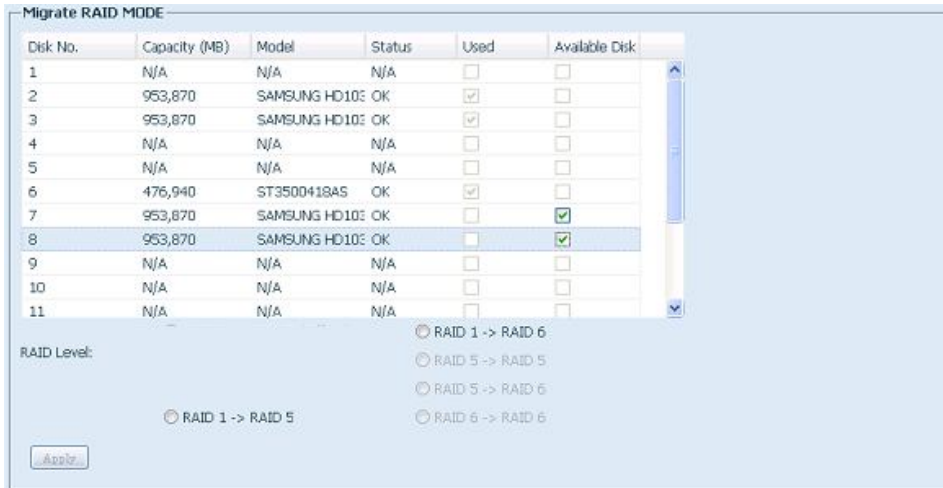 Migrate RAID MODE
Disk No. Capacity (MB) Model Status Used Available Disk
1 N/A N/A N/A
2 953,870 SAMSUNG HD103 OK
3 953,870 SAMSUNG HD103 OK
4 N/A N/A N/A
5 N/A N/A N/A
6 476,940 ST3500418AS OK
7 953,870 SAMSUNG HD103 OK
8 953,870 SAMSUNG HD103 OK
9 N/A N/A N/A
10 N/A N/A N/A
11 N/A N/A N/A
RAID 1 -> RAID 6
RAID Level:
RAID 5 -> RAID 5
RAID 5 -> RAID 6
RAID 1 -> RAID 5 RAID 6 -> RAID 6
Apply